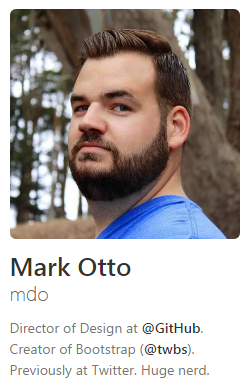 Mark Otto
mdo
Director of Design at @GitHub.
Creator of Bootstrap (@twbs).
Previously at Twitter. Huge nerd.